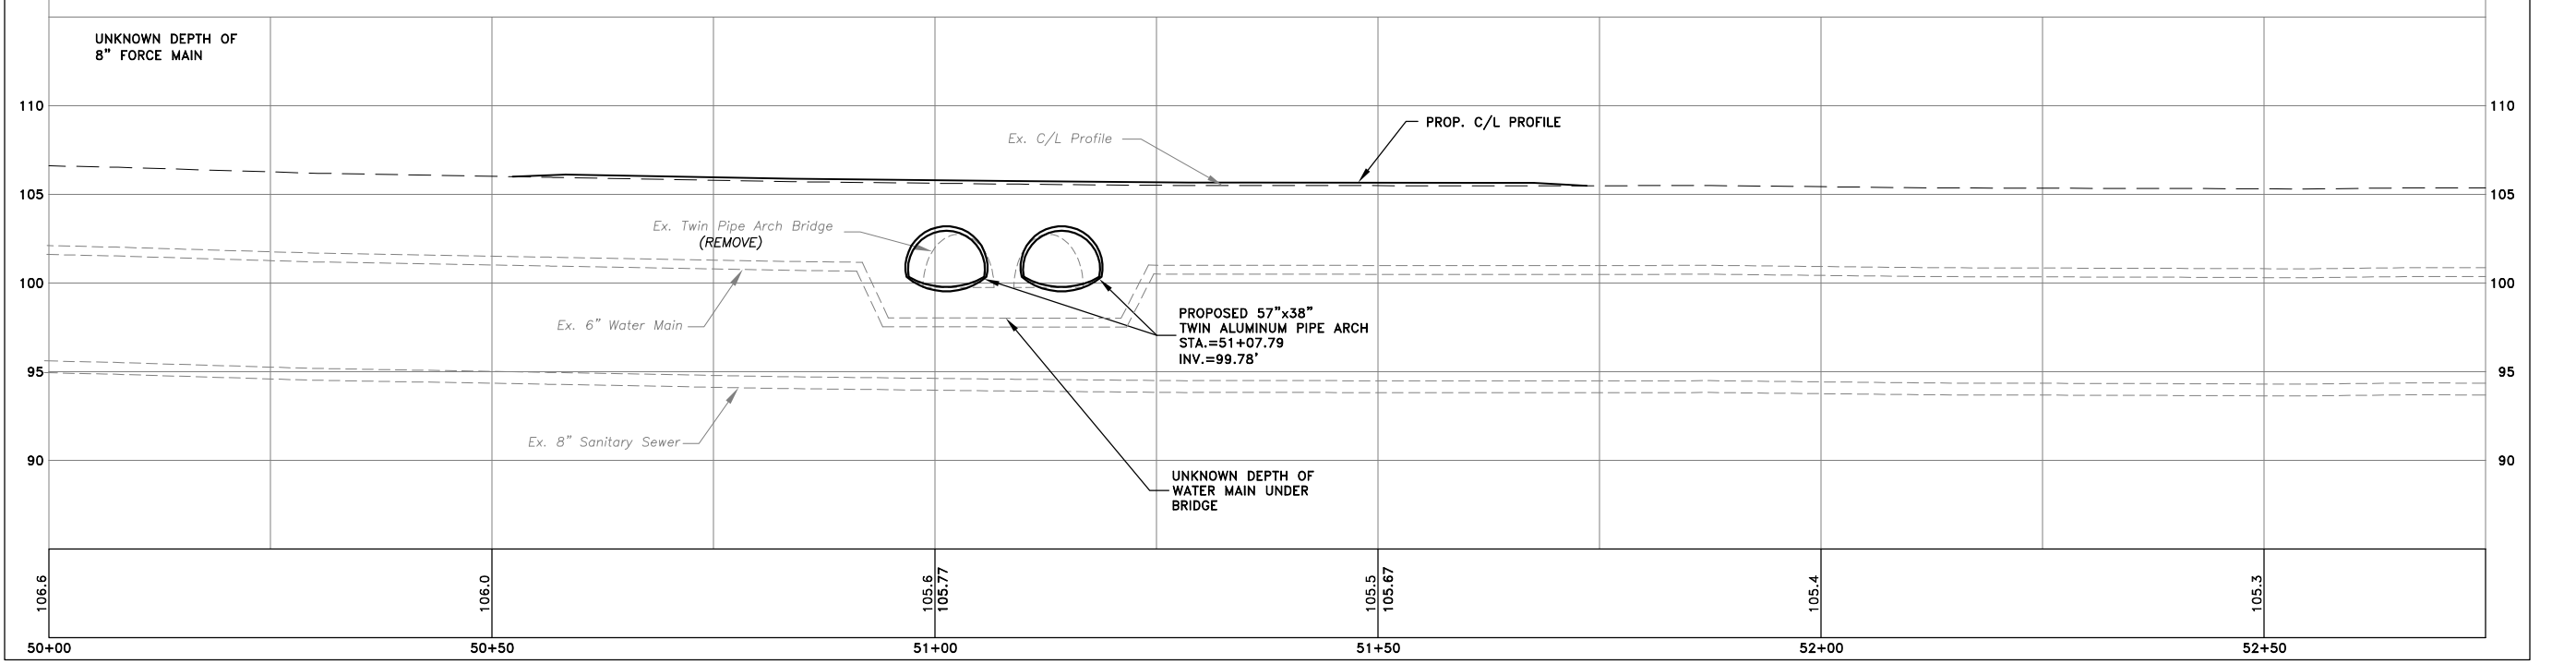 UNKNOWN DEPTH OF
8" FORCE MAIN
110
110
PROP. C/L PROFILE
Ex. C/L Profile
105
105
Ex. Twin Pipe Arch Bridge
(REMOVE)
100
100
PROPOSED 57"x38"
TWIN ALUMINUM PIPE ARCH
STA.=51+07.79
INV.=99.78'
Ex. 6" Water Main
95
95
Ex. 8" Sanitary Sewer
90
90
UNKNOWN DEPTH OF
WATER MAIN UNDER
BRIDGE
106.6
106.0
105.6
105.77
105.5
105.67
105.4
105.3
50+00
50+50
51+00
51+50
52+00
52+50